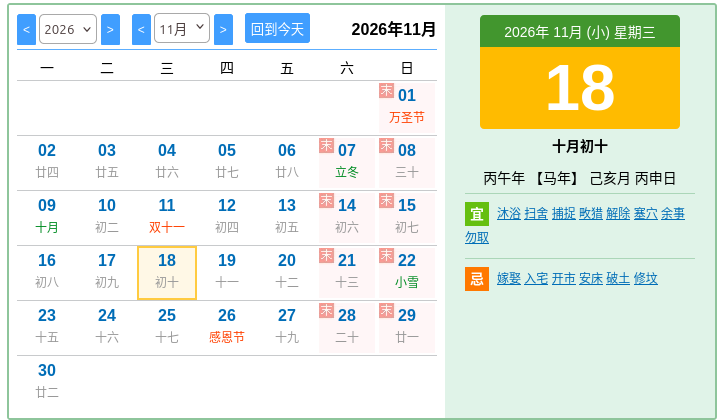 < 2026 > < 11月 > 回到今天 2026年11月
一 二 三 四 五 六 日
末 01
万圣节
02 03 04 05 06 末 07 末 08
廿四 廿五 廿六 廿七 廿八 立冬 三十
09 10 11 12 13 末 14 末 15
十月 初二 双十一 初四 初五 初六 初七
16 17 18 19 20 末 21 末 22
初八 初九 初十 十一 十二 十三 小雪
23 24 25 26 27 末 28 末 29
十五 十六 十七 感恩节 十九 二十 廿一
30
廿二
2026年 11月 (小) 星期三
18
十月初十
丙午年 【马年】 己亥月 丙申日
宜 沐浴 扫舍 捕捉 畋猎 解除 塞穴 余事
勿取
忌 嫁娶 入宅 开市 安床 破土 修坟